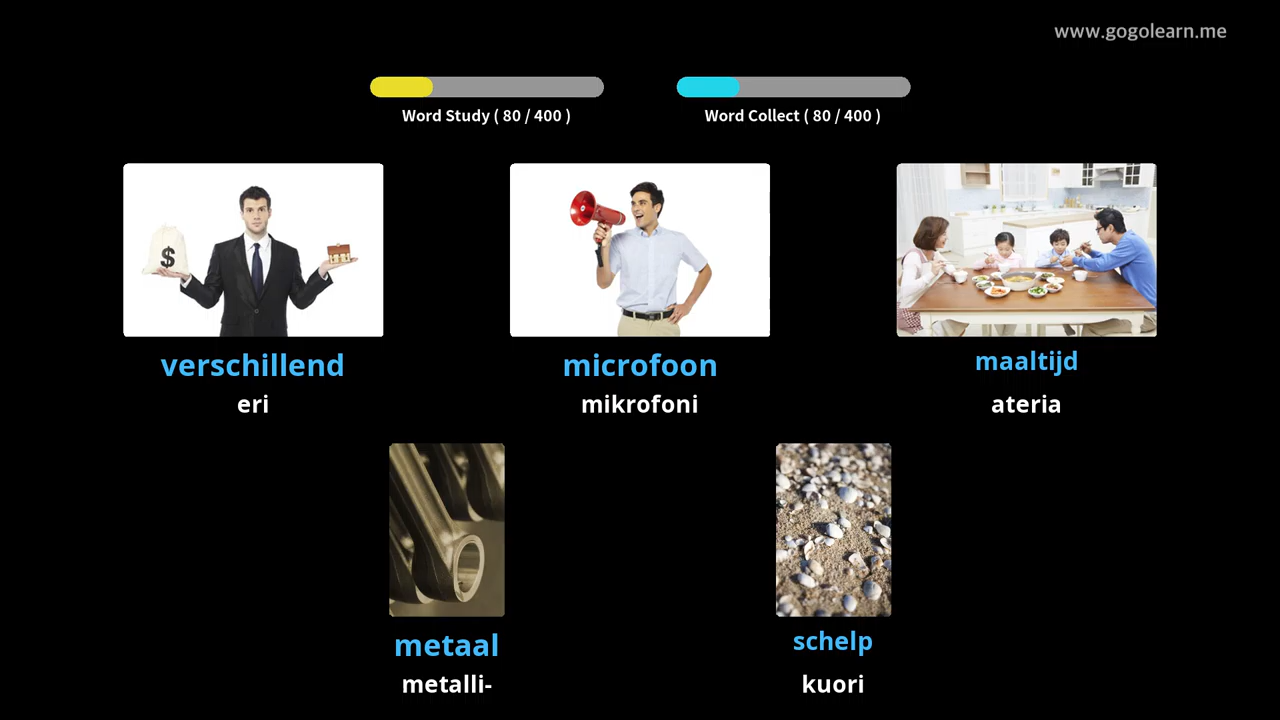 www.gogolearn.me
Word Study ( 80 / 400 )
Word Collect ( 80 / 400 )
$
verschillend
microfoon
maaltijd
eri
mikrofoni
ateria
metaal
schelp
metalli-
kuori